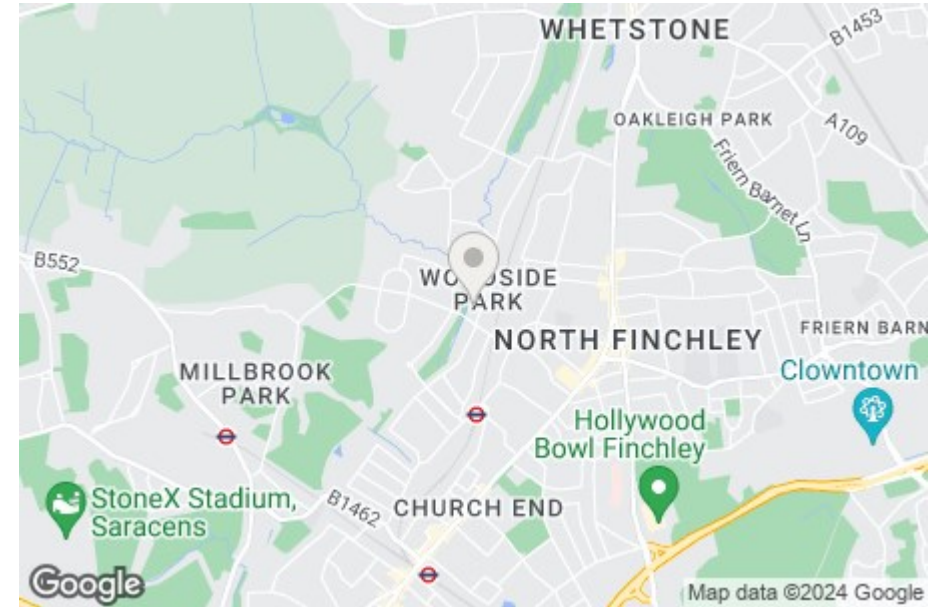 WHETSTONE
B1453
OAKLEIGH PARK
A109
Friern Barnet Ln
B552
WOODSIDE
PARK
NORTH FINCHLEY
FRIERN BARN
MILLBROOK
PARK
Clowntown
Hollywood
Bowl Finchley
StoneX Stadium,
Saracens
B1462
CHURCH END
Google
Map data ©2024 Google